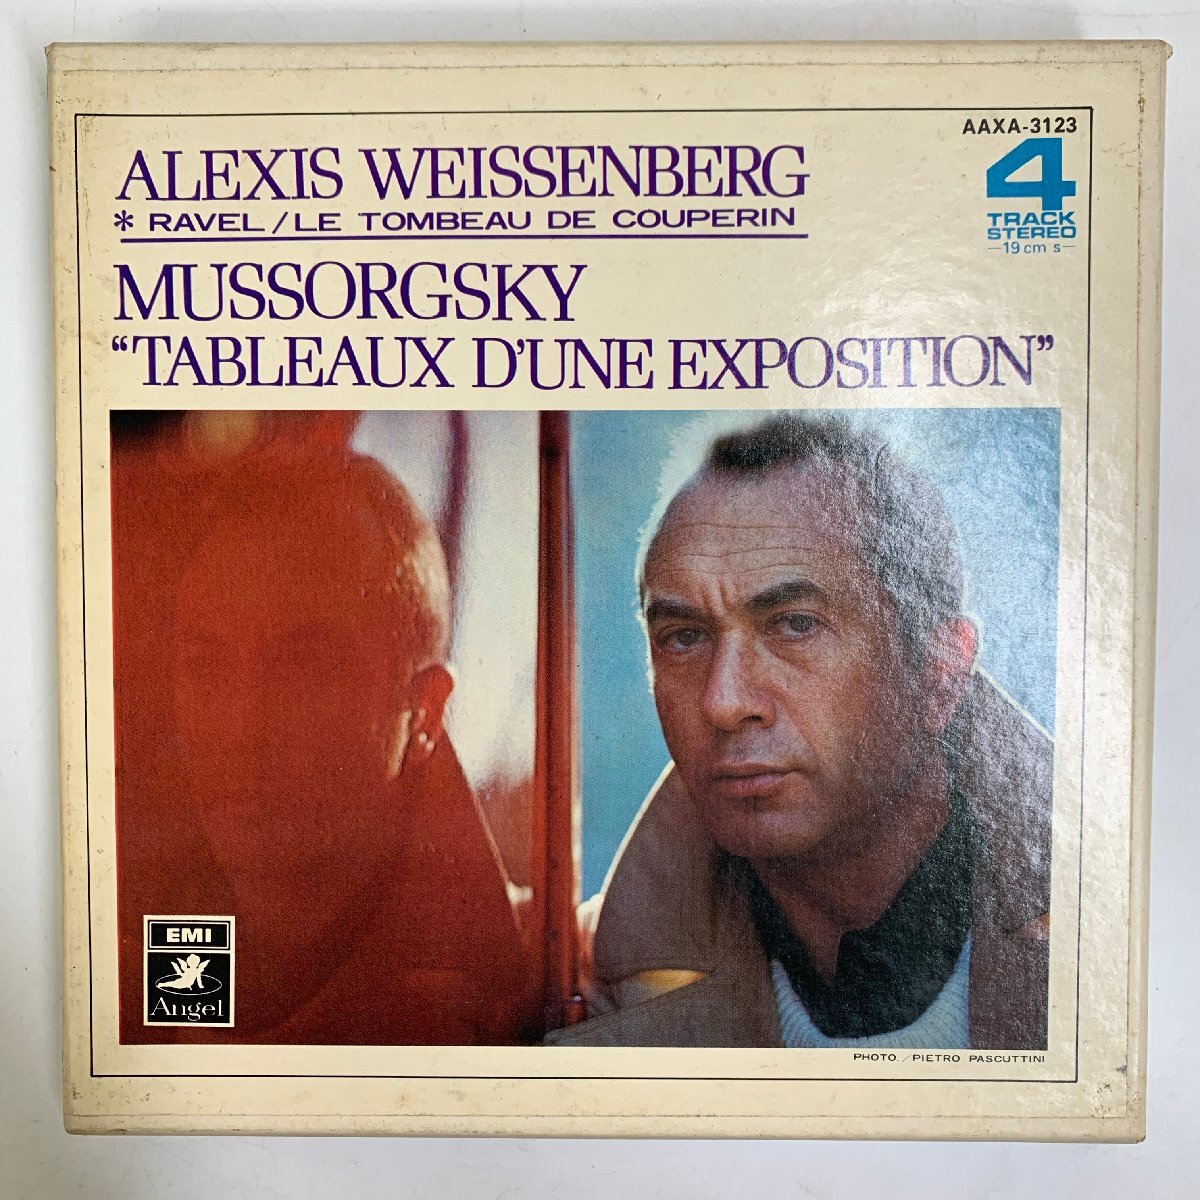 AAXA-3123
4
TRACK
STEREO
—19 cm s—
ALEXIS WEISSENBERG
* RAVEL/LE TOMBEAU DE COUPERIN
MUSSORGSKY
“TABLEAUX D'UNE EXPOSITION”
EMI
Angel
PHOTO./PIETRO PASCUTTINI